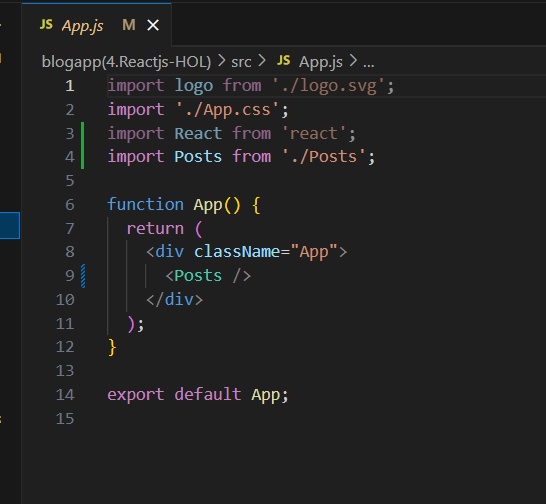 JS App.js M ×
blogapp(4.Reactjs-HOL) > src > JS App.js > ...
1 import logo from './logo.svg';
2 import './App.css';
3 import React from 'react';
4 import Posts from './Posts';
5
6 function App() {
7 return (
8 <div className="App">
9 <Posts />
10 </div>
11 );
12 }
13
14 export default App;
15